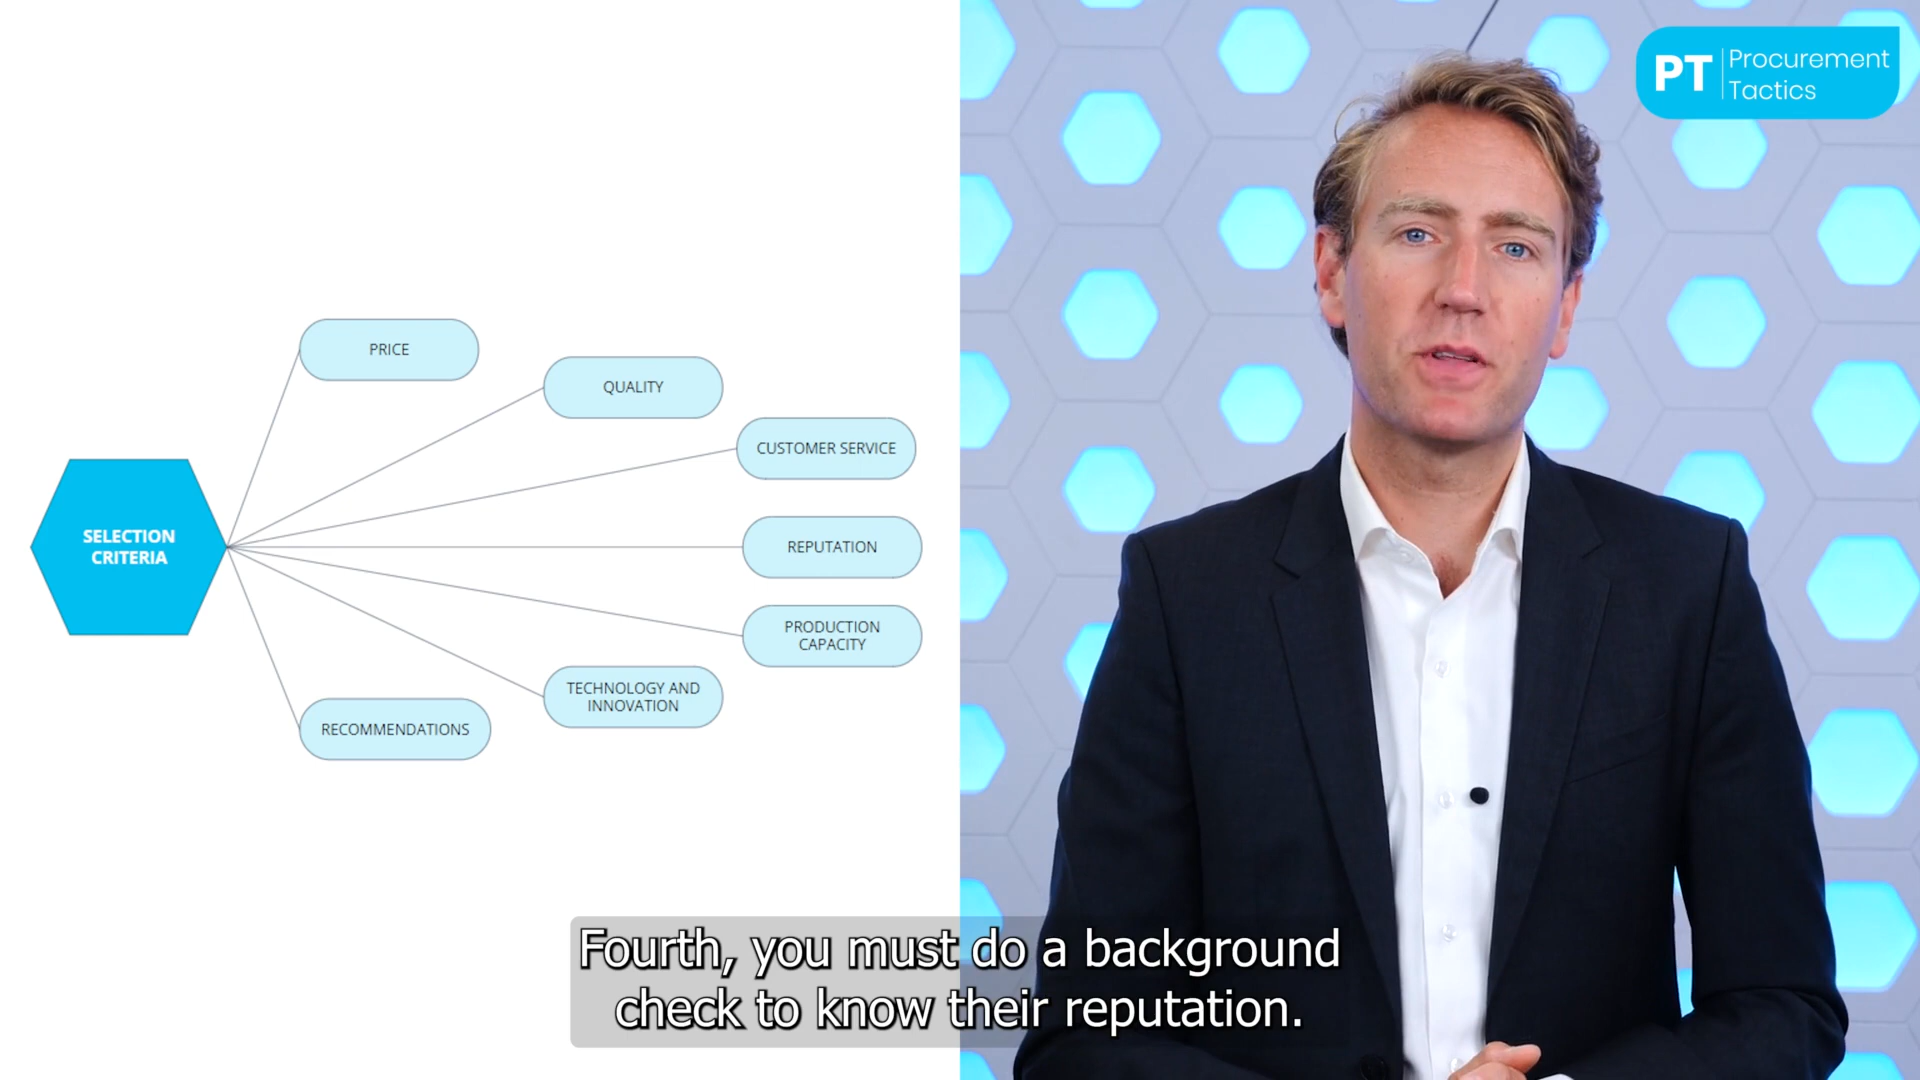 PT
Procurement
Tactics
PRICE
QUALITY
CUSTOMER SERVICE
SELECTION
CRITERIA
REPUTATION
PRODUCTION
CAPACITY
TECHNOLOGY AND
INNOVATION
RECOMMENDATIONS
Fourth, you must do a background
check to know their reputation.